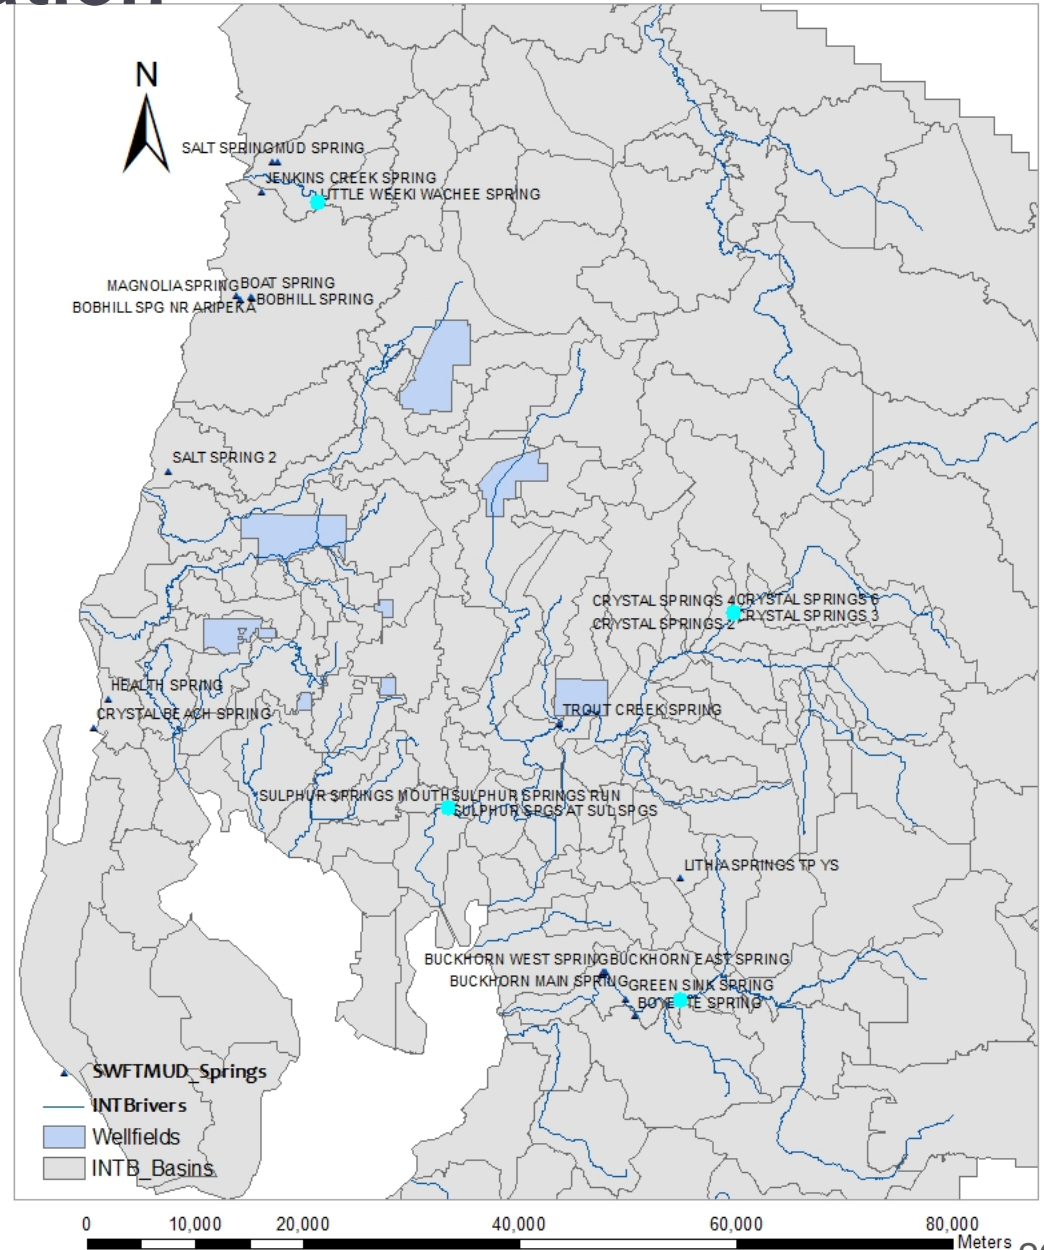 N
SALT SPRING MUD SPRING
JENKINS CREEK SPRING
LITTLE WEEKI WACHEE SPRING
MAGNOLIA SPRING BOAT SPRING
BOBHILL SPG NR ARIPEKA BOBHILL SPRING
SALT SPRING 2
CRYSTAL SPRINGS 4 CRYSTAL SPRINGS 6
CRYSTAL SPRINGS 3
CRYSTAL SPRINGS 2
HEALTH SPRING
TROUT CREEK SPRING
CRYSTAL BEACH SPRING
SULPHUR SPRINGS MOUTH SULPHUR SPRINGS RUN
SULPHUR SPGS AT SUL SPGS
LITHIA SPRINGS
BUCKHORN WEST SPRING BUCKHORN EAST SPRING
BUCKHORN MAIN SPRING GREEN SINK SPRING
BOYETTE SPRING
SWFTMUD_Springs
INTBrivers
Wellfields
INTB_Basins
0 10,000 20,000 40,000 60,000 80,000
Meters